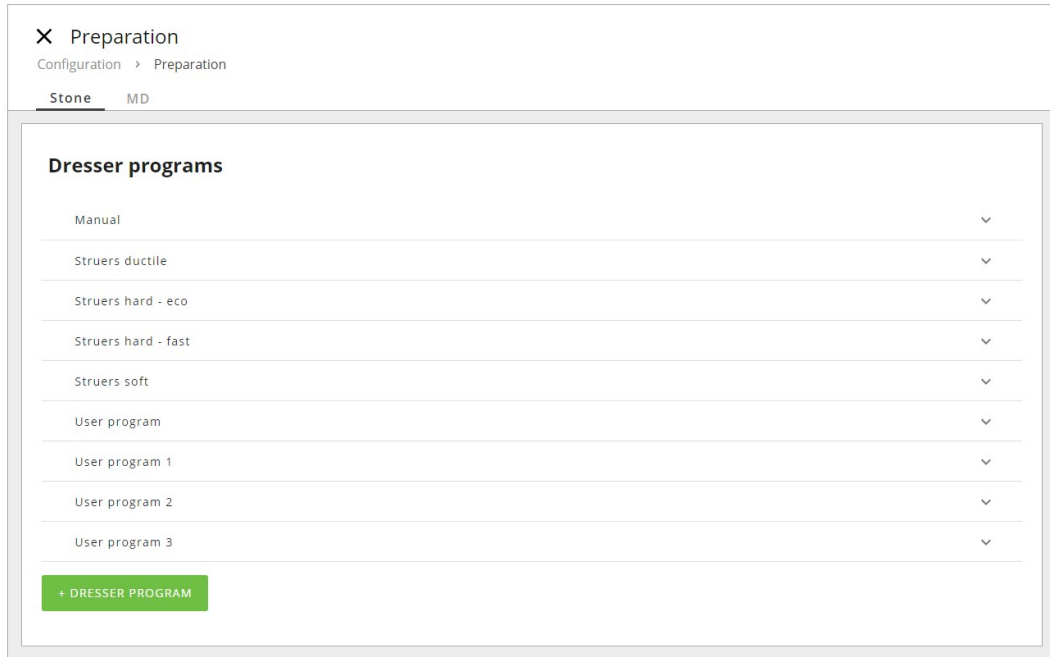 Preparation
Configuration > Preparation
Stone MD
Dresser programs
Manual
Struers ductile
Struers hard - eco
Struers hard - fast
Struers soft
User program
User program 1
User program 2
User program 3
+ DRESSER PROGRAM